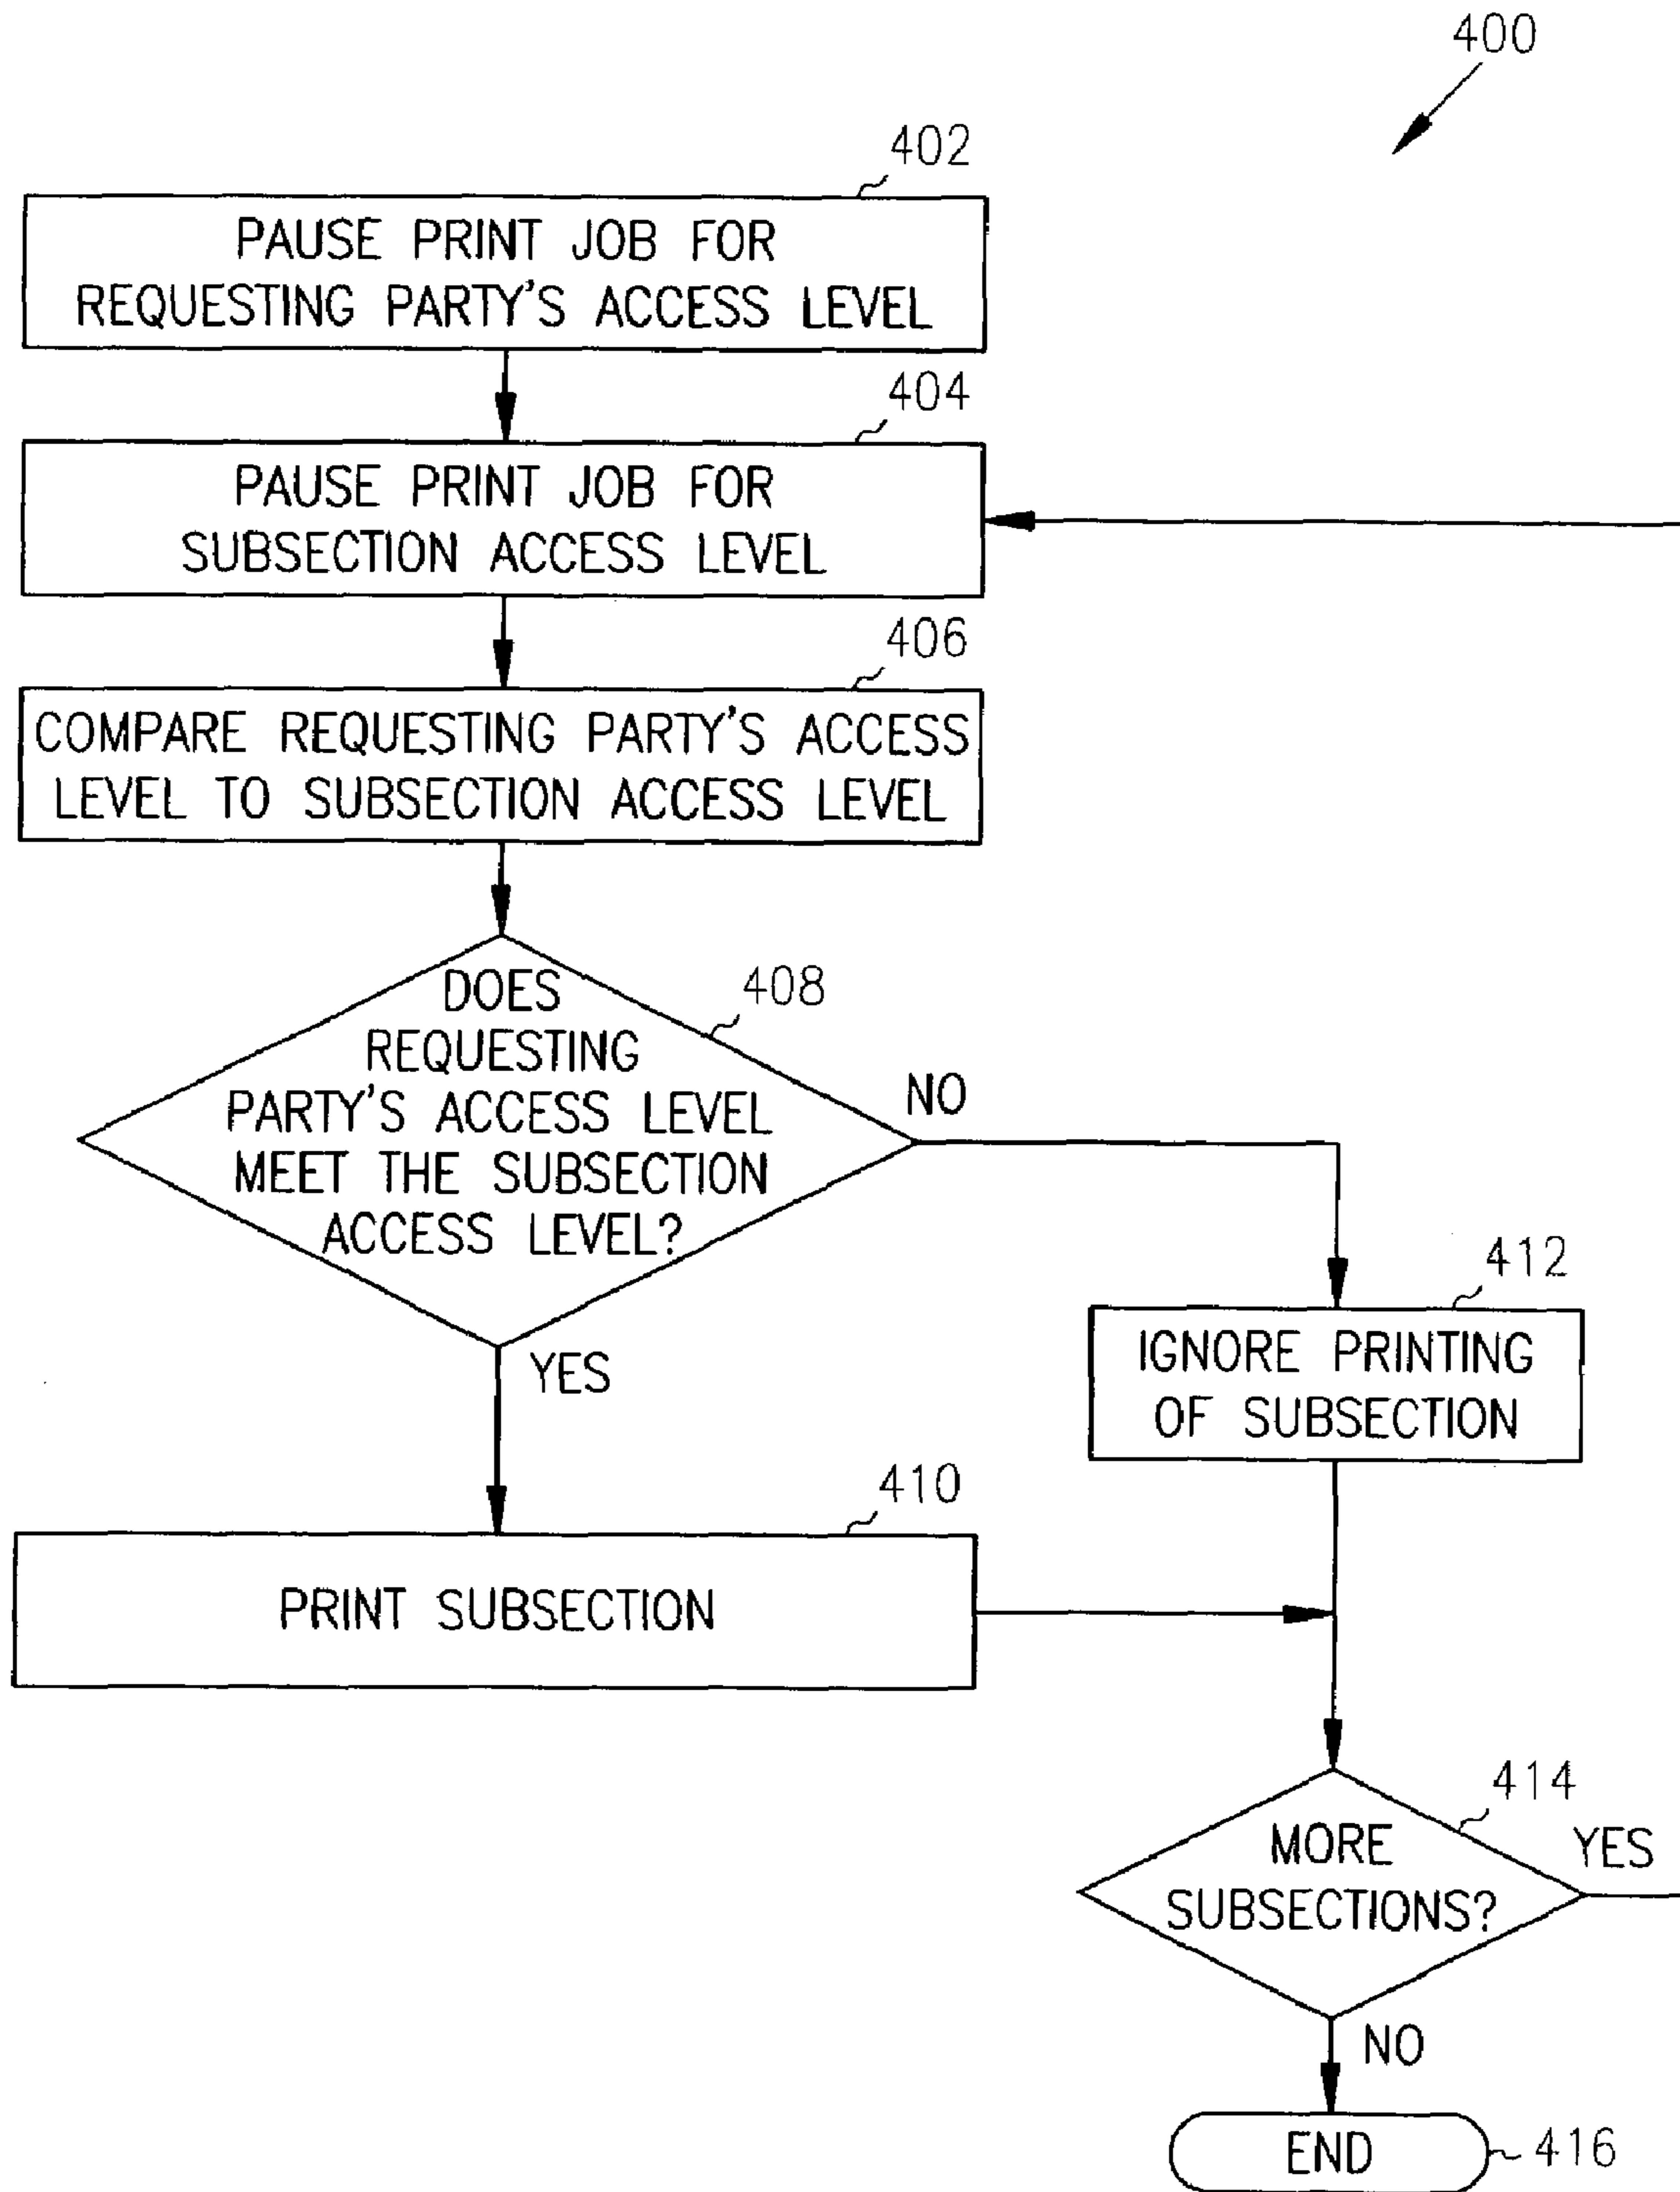 400
402
PAUSE PRINT JOB FOR
REQUESTING PARTY'S ACCESS LEVEL
404
PAUSE PRINT JOB FOR
SUBSECTION ACCESS LEVEL
406
COMPARE REQUESTING PARTY'S ACCESS
LEVEL TO SUBSECTION ACCESS LEVEL
408
DOES
REQUESTING
PARTY'S ACCESS LEVEL
MEET THE SUBSECTION
ACCESS LEVEL?
NO
YES
412
IGNORE PRINTING
OF SUBSECTION
410
PRINT SUBSECTION
414
MORE
SUBSECTIONS?
YES
NO
END
416